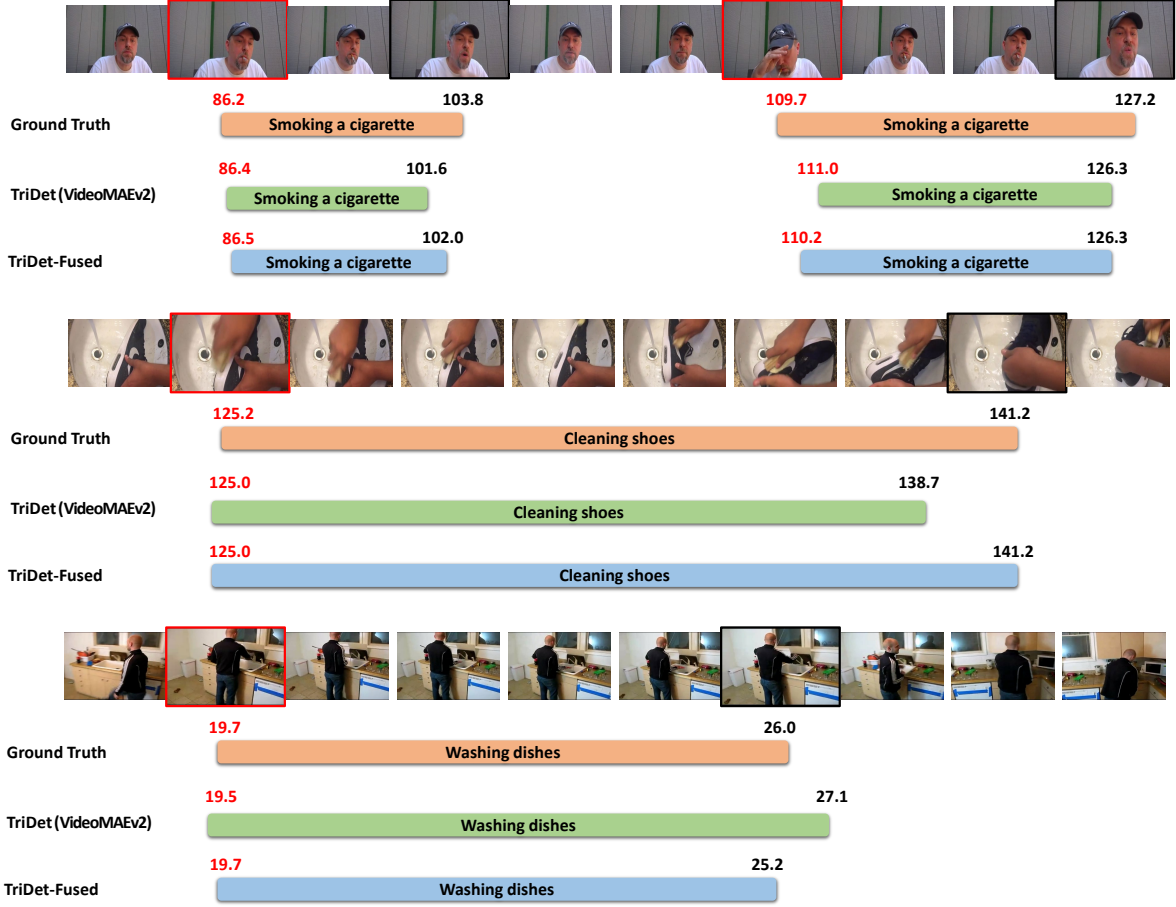 86.2 103.8 109.7 127.2
Ground Truth Smoking a cigarette Smoking a cigarette
86.4 101.6 111.0 126.3
TriDet (VideoMAEv2) Smoking a cigarette Smoking a cigarette
86.5 102.0 110.2 126.3
TriDet-Fused Smoking a cigarette Smoking a cigarette
125.2 141.2
Ground Truth Cleaning shoes
125.0 138.7
TriDet (VideoMAEv2) Cleaning shoes
125.0 141.2
TriDet-Fused Cleaning shoes
19.7 26.0
Ground Truth Washing dishes
19.5 27.1
TriDet (VideoMAEv2) Washing dishes
19.7 25.2
TriDet-Fused Washing dishes